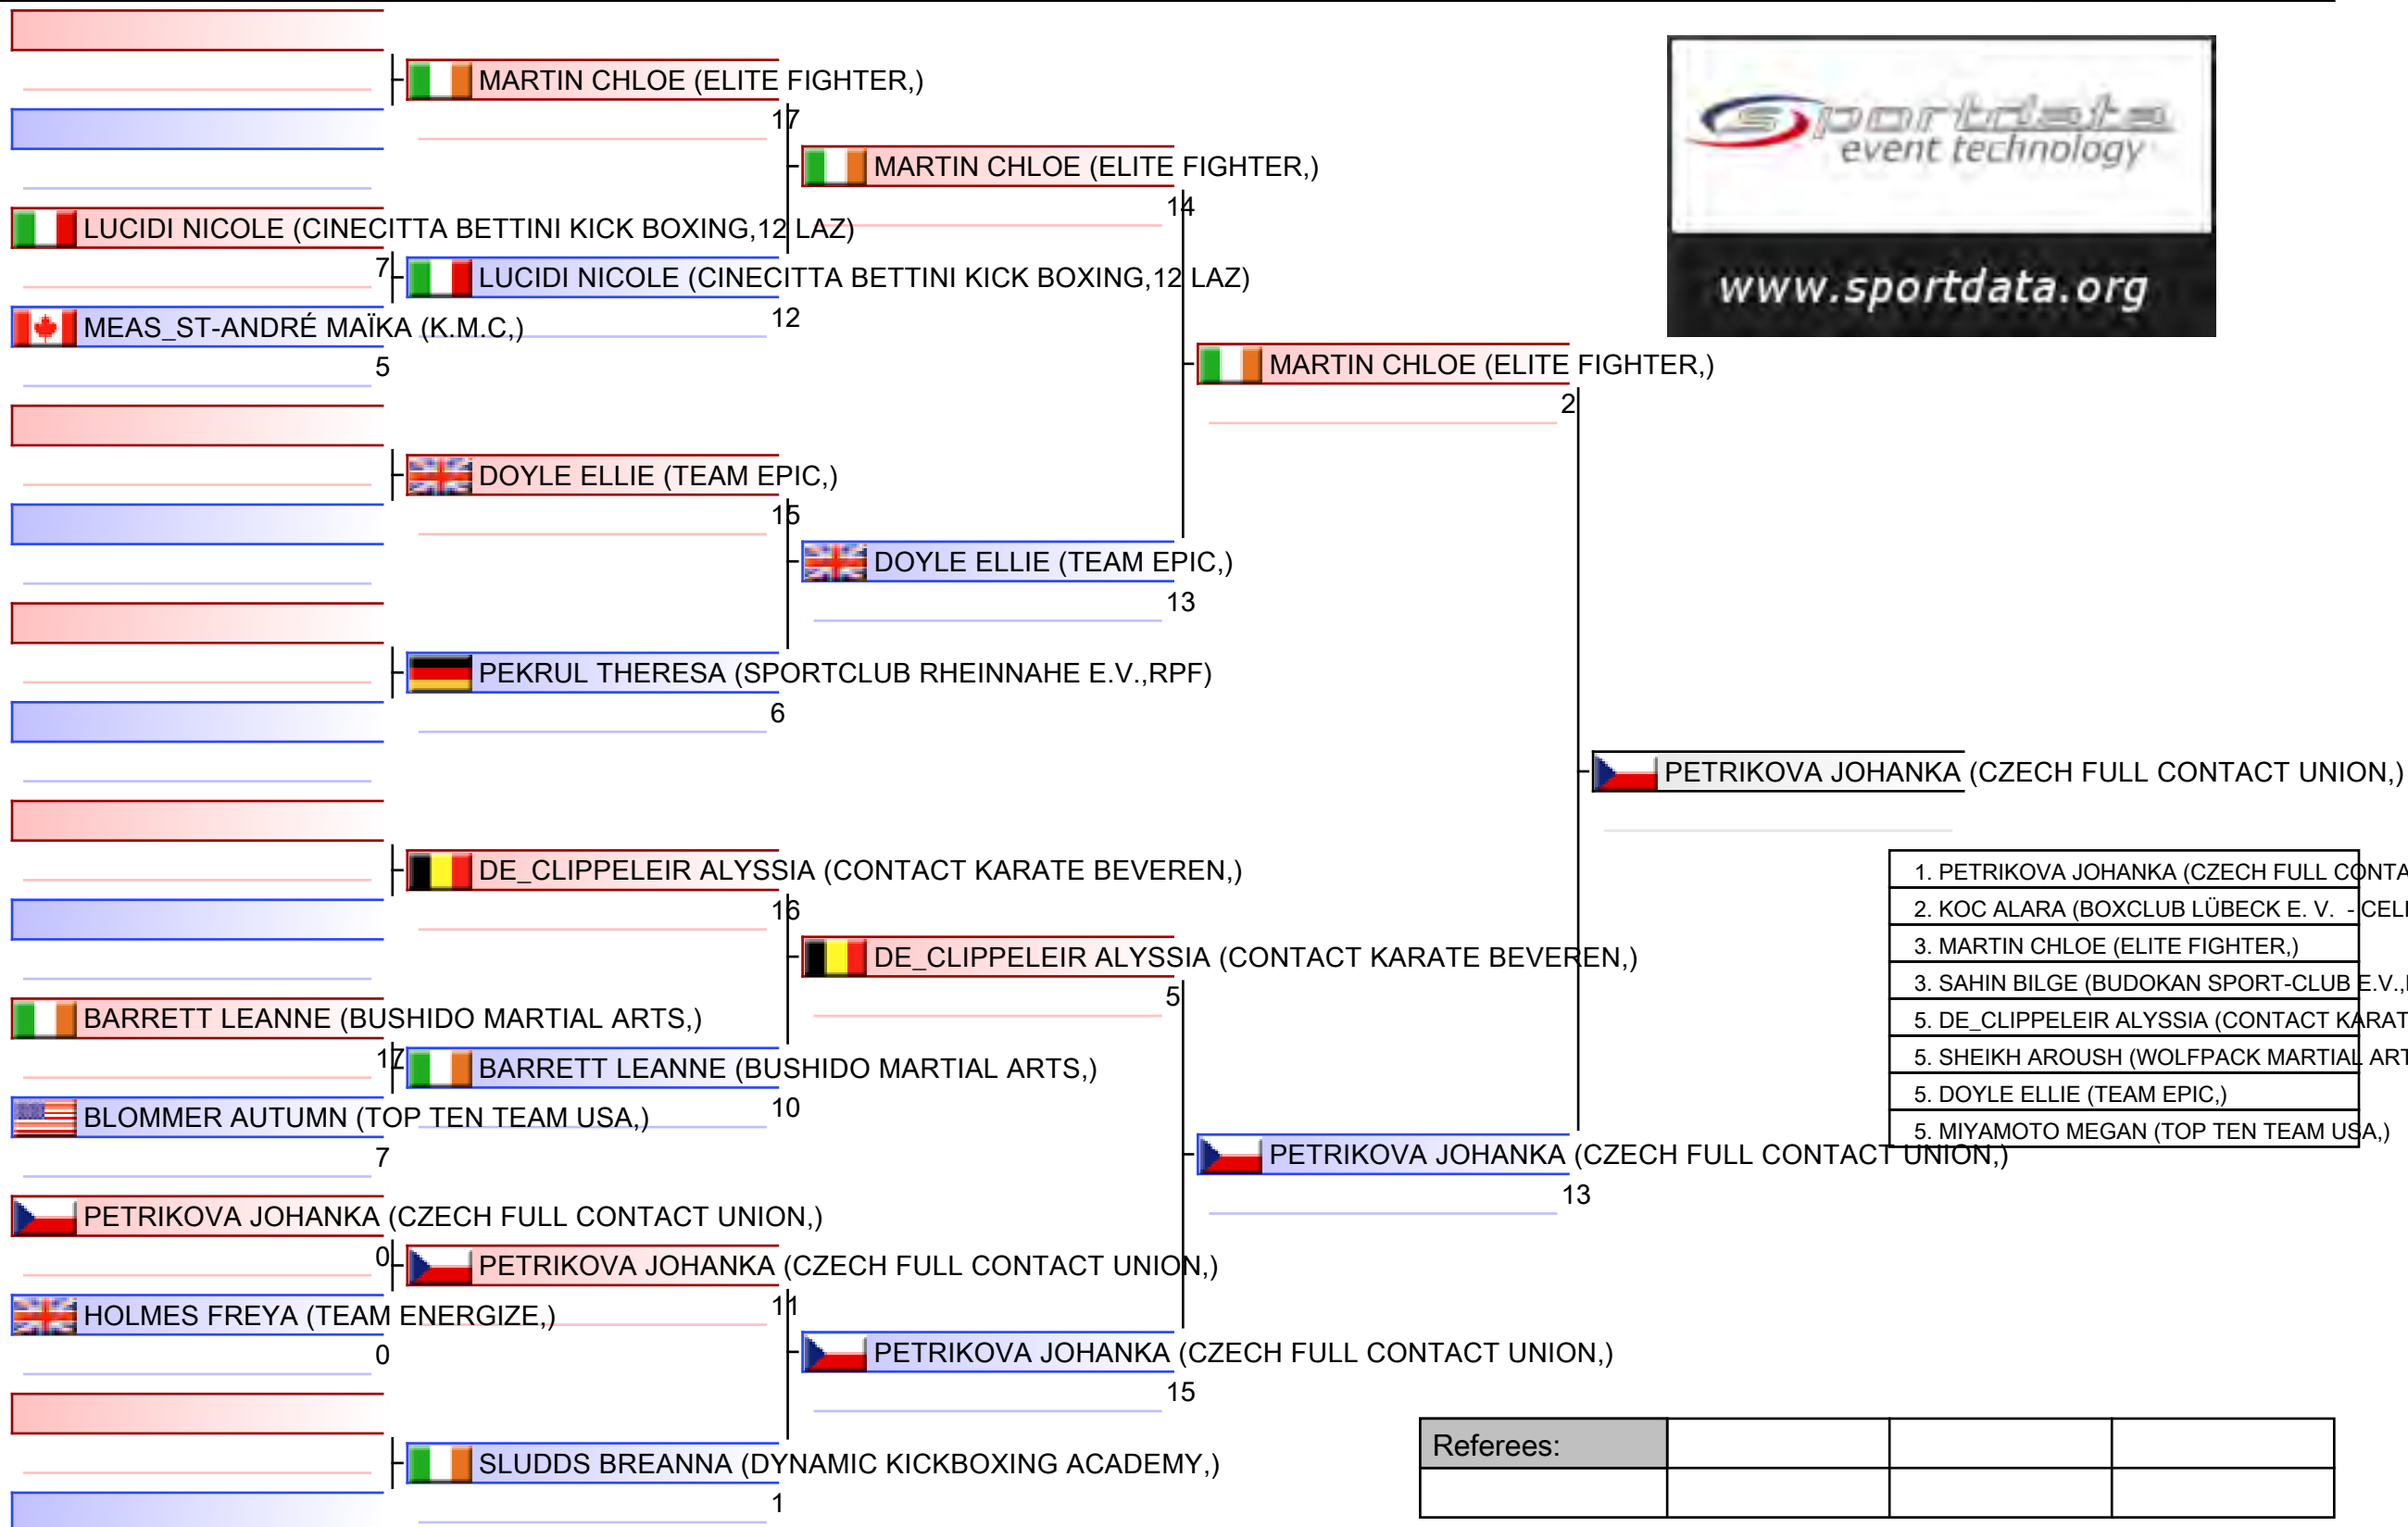 MARTIN CHLOE (ELITE FIGHTER,)
17
LUCIDI NICOLE (CINECITTA BETTINI KICK BOXING,12 LAZ)
7
LUCIDI NICOLE (CINECITTA BETTINI KICK BOXING,12 LAZ)
12
MEAS_ST-ANDRÉ MAÏKA (K.M.C,)
5
MARTIN CHLOE (ELITE FIGHTER,)
14
DOYLE ELLIE (TEAM EPIC,)
15
DOYLE ELLIE (TEAM EPIC,)
13
PEKRUL THERESA (SPORTCLUB RHEINNAHE E.V.,RPF)
6
MARTIN CHLOE (ELITE FIGHTER,)
2
DE_CLIPPELEIR ALYSSIA (CONTACT KARATE BEVEREN,)
16
DE_CLIPPELEIR ALYSSIA (CONTACT KARATE BEVEREN,)
5
BARRETT LEANNE (BUSHIDO MARTIAL ARTS,)
17
BARRETT LEANNE (BUSHIDO MARTIAL ARTS,)
10
BLOMMER AUTUMN (TOP TEN TEAM USA,)
7
PETRIKOVA JOHANKA (CZECH FULL CONTACT UNION,)
0
PETRIKOVA JOHANKA (CZECH FULL CONTACT UNION,)
11
HOLMES FREYA (TEAM ENERGIZE,)
0
PETRIKOVA JOHANKA (CZECH FULL CONTACT UNION,)
15
SLUDDS BREANNA (DYNAMIC KICKBOXING ACADEMY,)
1
PETRIKOVA JOHANKA (CZECH FULL CONTACT UNION,)
13
PETRIKOVA JOHANKA (CZECH FULL CONTACT UNION,)
sportdata
event technology
www.sportdata.org
1. PETRIKOVA JOHANKA (CZECH FULL CONTA
2. KOC ALARA (BOXCLUB LÜBECK E. V. - CELL
3. MARTIN CHLOE (ELITE FIGHTER,)
3. SAHIN BILGE (BUDOKAN SPORT-CLUB E.V.,
5. DE_CLIPPELEIR ALYSSIA (CONTACT KARAT
5. SHEIKH AROUSH (WOLFPACK MARTIAL ART
5. DOYLE ELLIE (TEAM EPIC,)
5. MIYAMOTO MEGAN (TOP TEN TEAM USA,)
Referees: